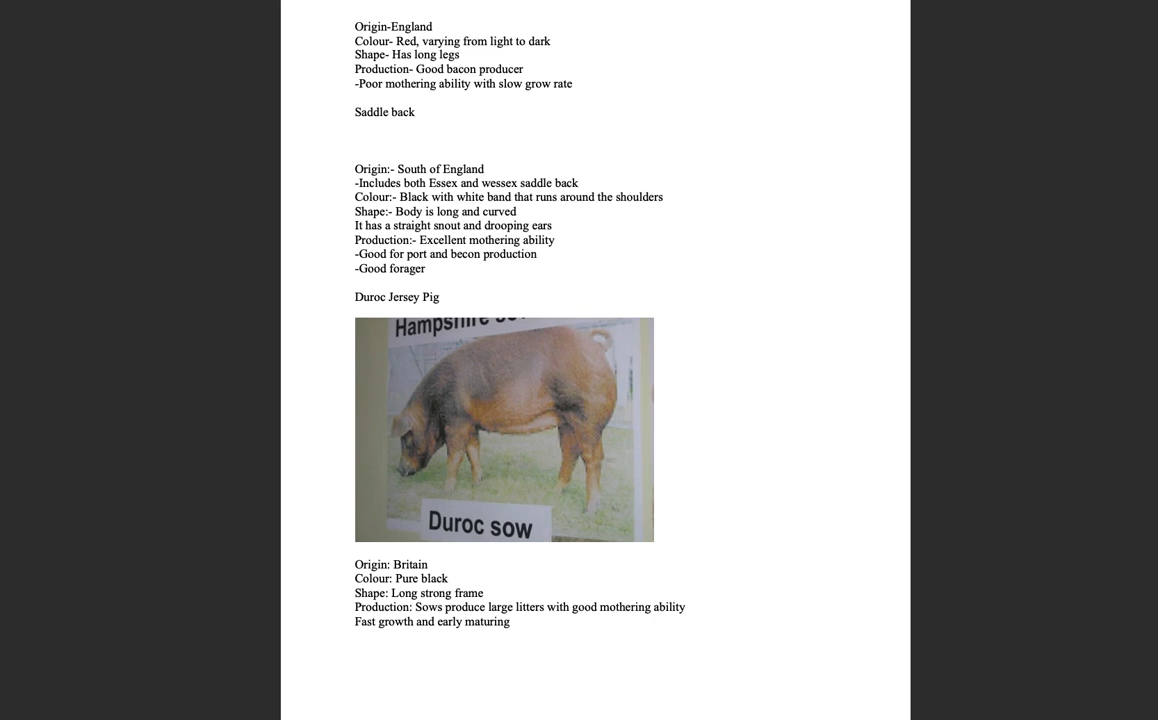 Origin-England
Colour- Red, varying from light to dark
Shape- Has long legs
Production- Good bacon producer
-Poor mothering ability with slow grow rate
Saddle back
Origin:- South of England
-Includes both Essex and wessex saddle back
Colour:- Black with white band that runs around the shoulders
Shape:- Body is long and curved
It has a straight snout and drooping ears
Production:- Excellent mothering ability
-Good for port and becon production
-Good forager
Duroc Jersey Pig
Hampshire
Duroc sow
Origin: Britain
Colour: Pure black
Shape: Long strong frame
Production: Sows produce large litters with good mothering ability
Fast growth and early maturing